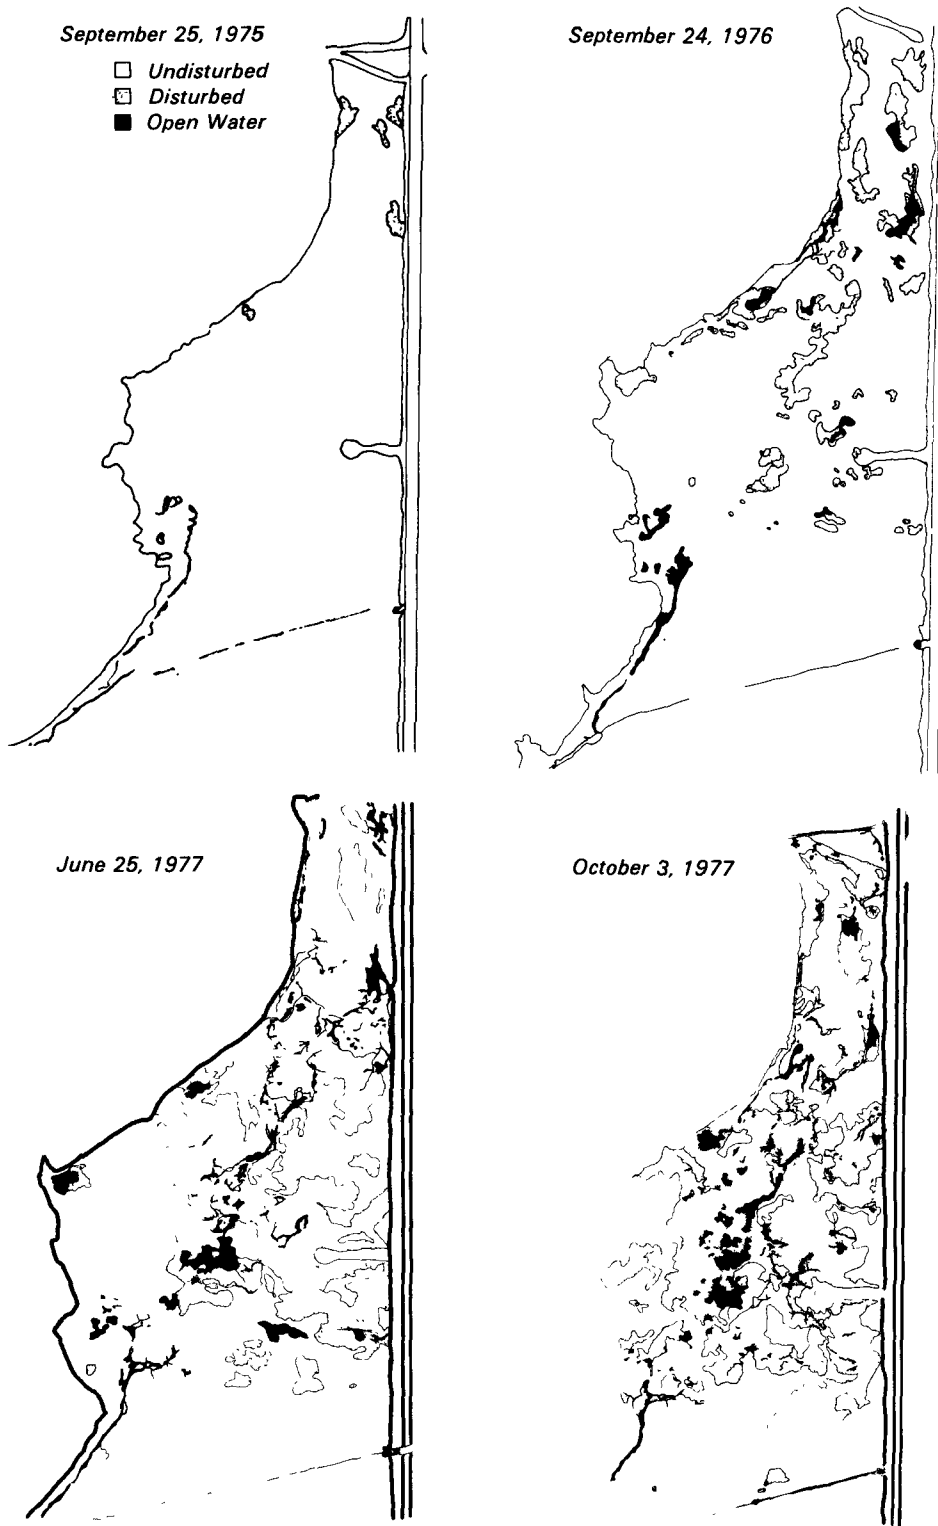 September 25, 1975
Undisturbed
Disturbed
Open Water
September 24, 1976
June 25, 1977
October 3, 1977